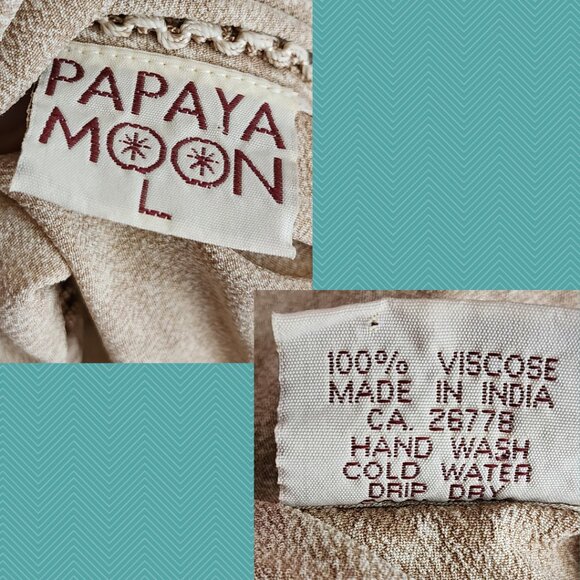 PAPAYA
MOON
L
100% VISCOSE
MADE IN INDIA
CA. 26778
HAND WASH
COLD WATER
DRIP DRY